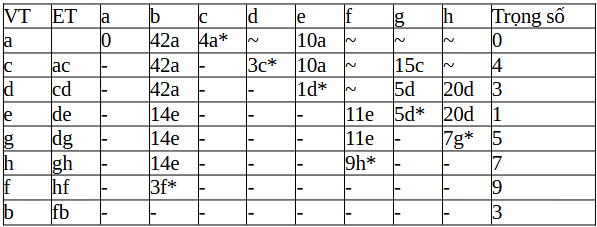 VT ET a b c d e f g h Trọng số
a 0 42a 4a* ~ 10a ~ ~ ~ 0
c ac - 42a - 3c* 10a ~ 15c ~ 4
d cd - 42a - - 1d* ~ 5d 20d 3
e de - 14e - - - 11e 5d* 20d 1
g dg - 14e - - - 11e - 7g* 5
h gh - 14e - - - 9h* - - 7
f hf - 3f* - - - - - - 9
b fb - - - - - - - - 3